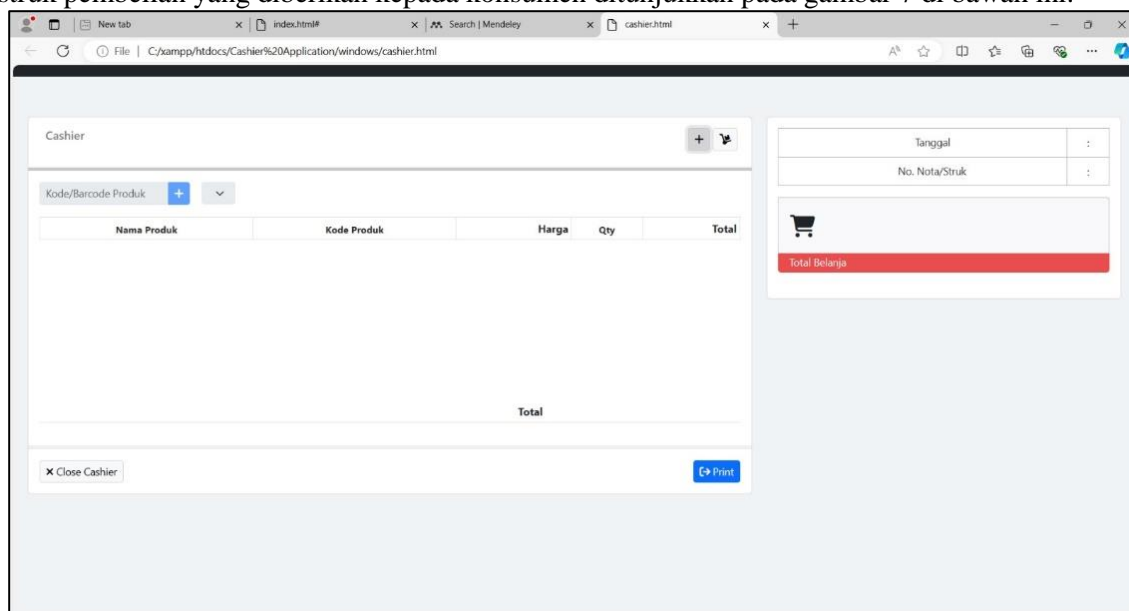 struk pembelian yang diberikan kepada konsumen ditunjukkan pada gambar 7 di bawah ini.
New tab
index.html#
Search | Mendeley
cashier.html
File | C:/xampp/htdocs/Cashier%20Application/windows/cashier.html
Cashier
Tanggal :
No. Nota/Struk :
Kode/Barcode Produk
Nama Produk Kode Produk Harga Qty Total
Total Belanja
Total
Close Cashier
Print